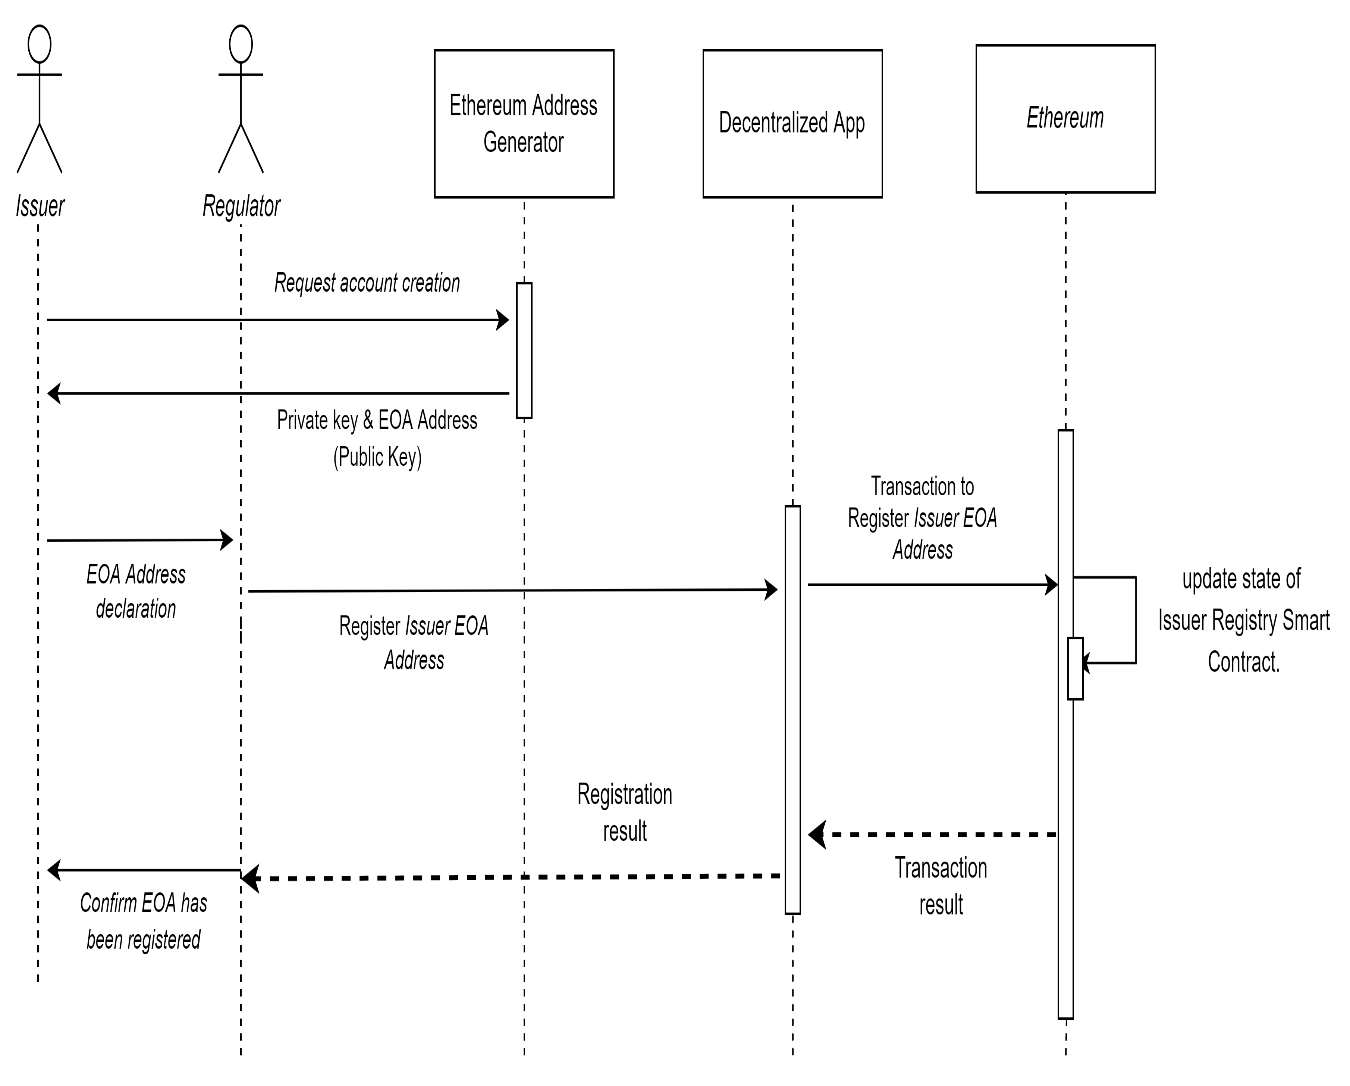 Issuer
Regulator
Ethereum Address
Generator
Decentralized App
Ethereum
Request account creation
Private key & EOA Address
(Public Key)
EOA Address
declaration
Register Issuer EOA
Address
Transaction to
Register Issuer EOA
Address
update state of
Issuer Registry Smart
Contract.
Transaction
result
Registration
result
Confirm EOA has
been registered